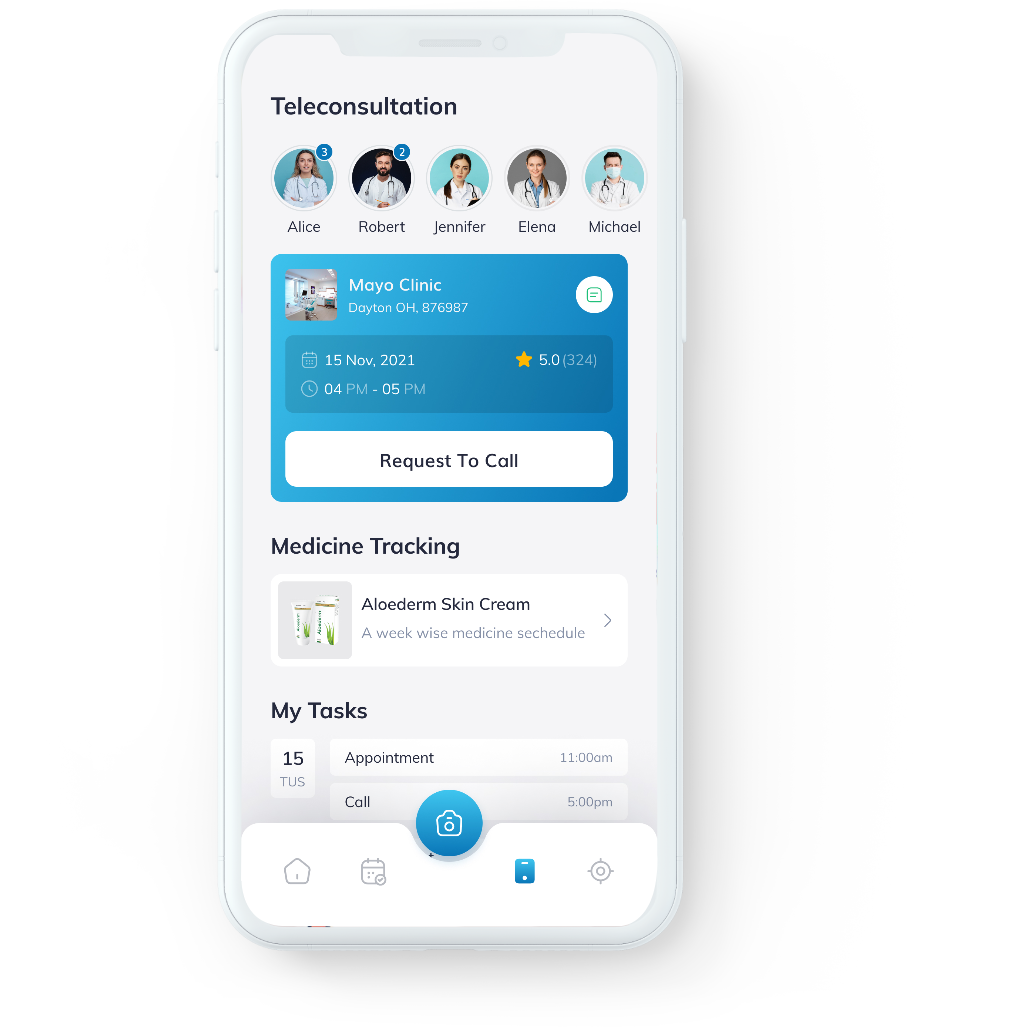 Teleconsultation
3
2
Alice
Robert
Jennifer
Elena
Michael
Mayo Clinic
Dayton OH, 876987
15 Nov, 2021
5.0 (324)
04 PM - 05 PM
Request To Call
Medicine Tracking
Aloederm
Aloederm
Aloederm Skin Cream
A week wise medicine sechedule
My Tasks
15
TUS
Appointment
11:00am
Call
5:00pm